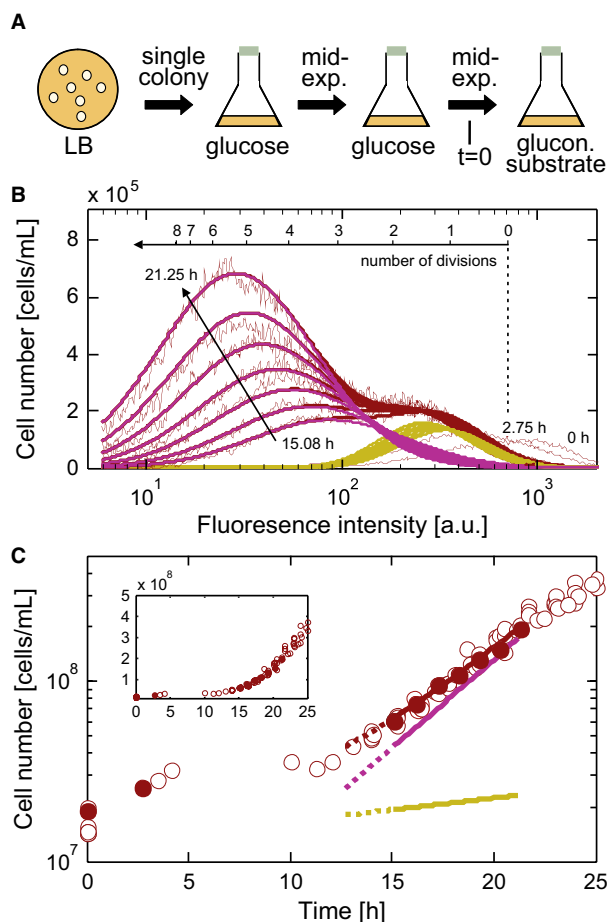 A
single
colony
mid-
exp.
mid-
exp.
LB
glucose
glucose
t=0
glucon.
substrate
B
x 10^5
8
6
4
2
0
Cell number [cells/mL]
8 7 6 5 4 3 2 1 0
number of divisions
21.25 h
15.08 h
2.75 h
0 h
10^1 10^2 10^3
Fluoresence intensity [a.u.]
C
Cell number [cells/mL]
10^8
10^7
x 10^8
5
4
3
2
1
0 5 10 15 20 25
0 5 10 15 20 25
Time [h]